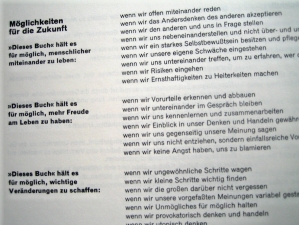 Möglichkeiten
für die Zukunft
wenn wir offen miteinander reden
wenn wir das Andersdenken des anderen akzeptieren
wenn wir den anderen und uns in Frage stellen
»Dieses Buch« hält es
für möglich, menschlicher
miteinander zu leben:
wenn wir uns nebeneinanderstellen und nicht über- und
wenn wir ein starkes Selbstbewußtsein besitzen und
wenn wir unsere eigene Schwäche eingestehen
wenn wir uns untereinander treffen, um zu erfahren, wer
wenn wir Risiken eingehen
wenn wir Ernsthaftigkeiten zu Heiterkeiten machen
»Dieses Buch« hält es
für möglich, mehr Freude
am Leben zu haben:
wenn wir Vorurteile erkennen und abbauen
wenn wir untereinander im Gespräch bleiben
wenn wir uns kennenlernen und zusammenarbeiten
wenn wir Einblick in unser Denken und Handeln
wenn wir uns gegenseitig unsere Meinung sagen
wenn wir uns nicht entziehen, sondern einfallsreiche
wenn wir keine Angst haben, uns zu blamieren
»Dieses Buch« hält es
für möglich, wichtige
Veränderungen zu schaffen:
wenn wir ungewöhnliche Schritte wagen
wenn wir kleine Schritte wichtig finden
wenn wir die großen darüber nicht vergessen
wenn wir unsere vorgefaßten Meinungen variabel
wenn wir Unmögliches für möglich halten
wenn wir provokatorisch denken und handeln
wenn wir utopisch denken